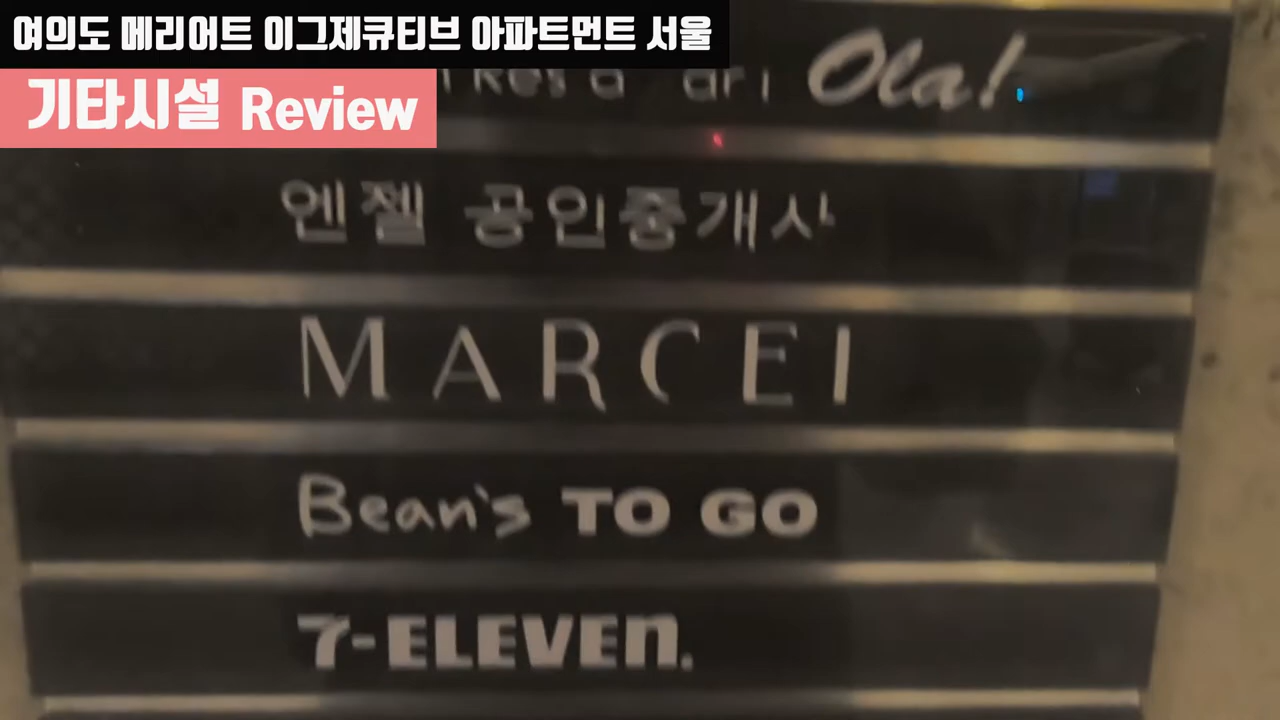 여의도 메리어트 이그제큐티브 아파트먼트 서울
기타시설 Review
Ola!
엔젤 공인중개사
MARCEI
Bean's TO GO
7-ELEVEn.